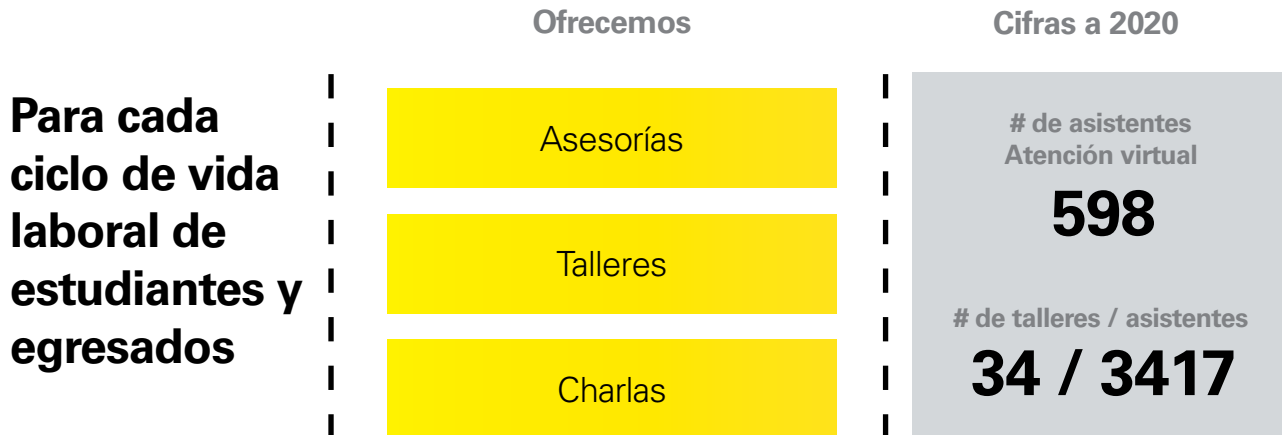 Ofrecemos
Cifras a 2020
Para cada
ciclo de vida
laboral de
estudiantes y
egresados
Asesorías
Talleres
Charlas
# de asistentes
Atención virtual
598
# de talleres / asistentes
34 / 3417